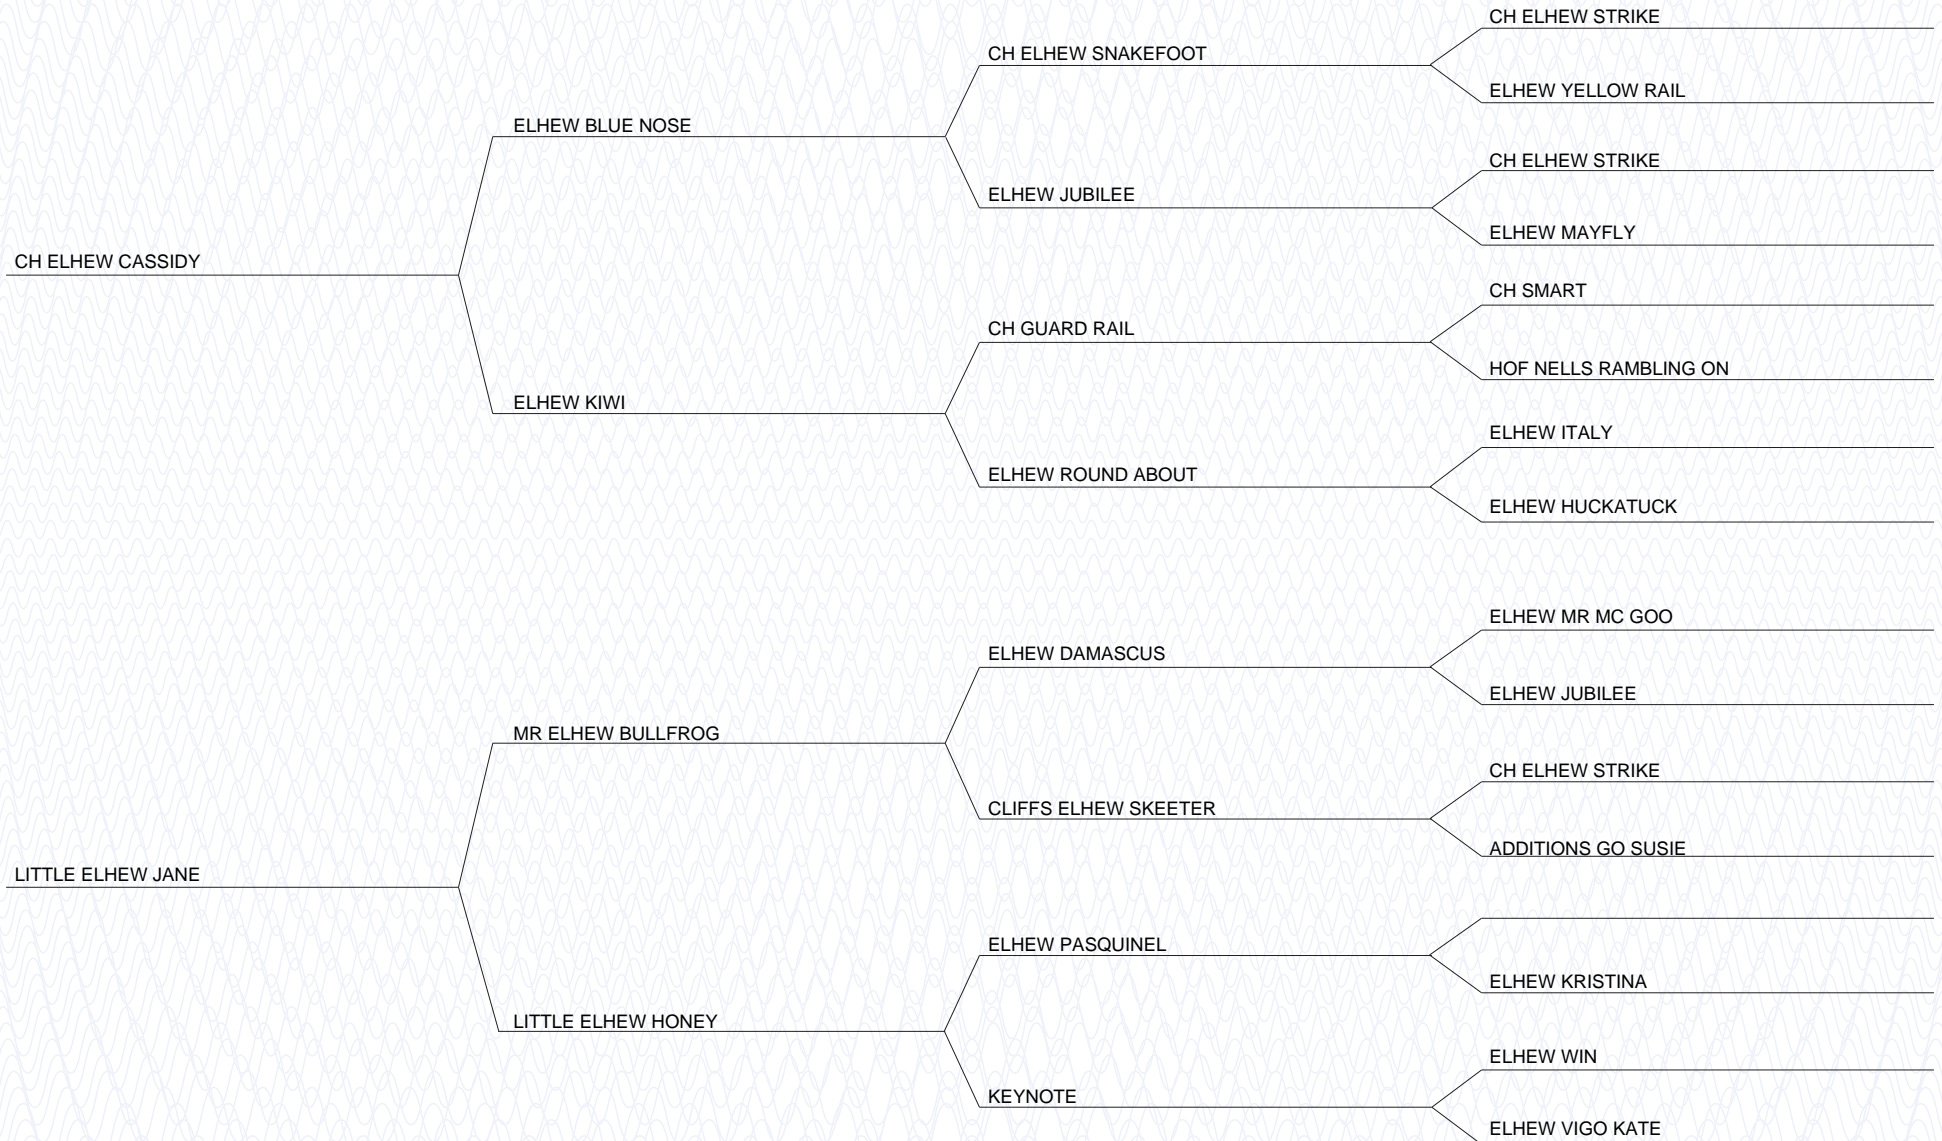 CH ELHEW STRIKE
CH ELHEW SNAKEFOOT
ELHEW YELLOW RAIL
ELHEW BLUE NOSE
CH ELHEW STRIKE
ELHEW JUBILEE
ELHEW MAYFLY
CH ELHEW CASSIDY
CH SMART
CH GUARD RAIL
HOF NELLS RAMBLING ON
ELHEW KIWI
ELHEW ITALY
ELHEW ROUND ABOUT
ELHEW HUCKATUCK
ELHEW MR MC GOO
ELHEW DAMASCUS
ELHEW JUBILEE
MR ELHEW BULLFROG
CH ELHEW STRIKE
CLIFFS ELHEW SKEETER
ADDITIONS GO SUSIE
LITTLE ELHEW JANE
ELHEW PASQUINEL
ELHEW KRISTINA
LITTLE ELHEW HONEY
ELHEW WIN
KEYNOTE
ELHEW VIGO KATE